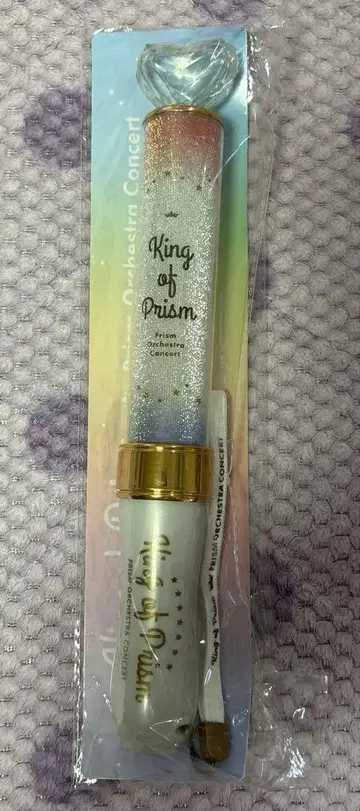 King
of
Prism
Prism
Orchestra
Concert
King of Prism
PRISM ORCHESTRA CONCERT
King of Prism PRISM ORCHESTRA CONCERT
Prism Orchestra Concert